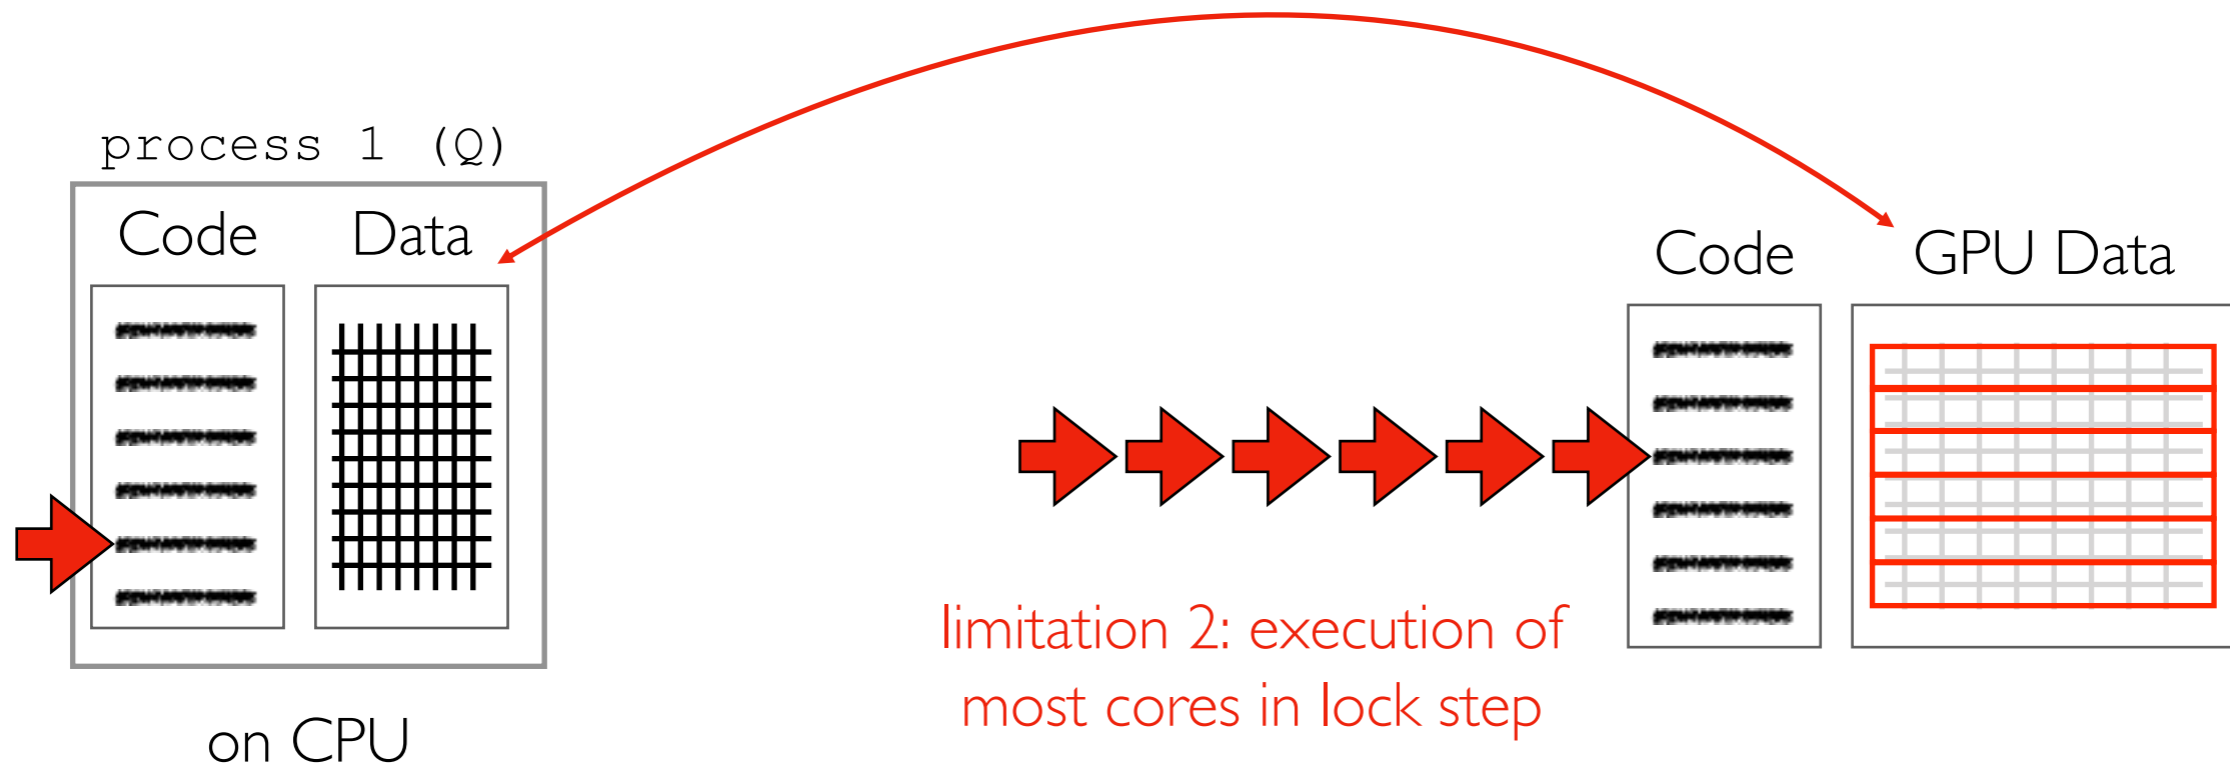 process 1 (Q)
Code
Data
on CPU
limitation 2: execution of
most cores in lock step
Code
GPU Data